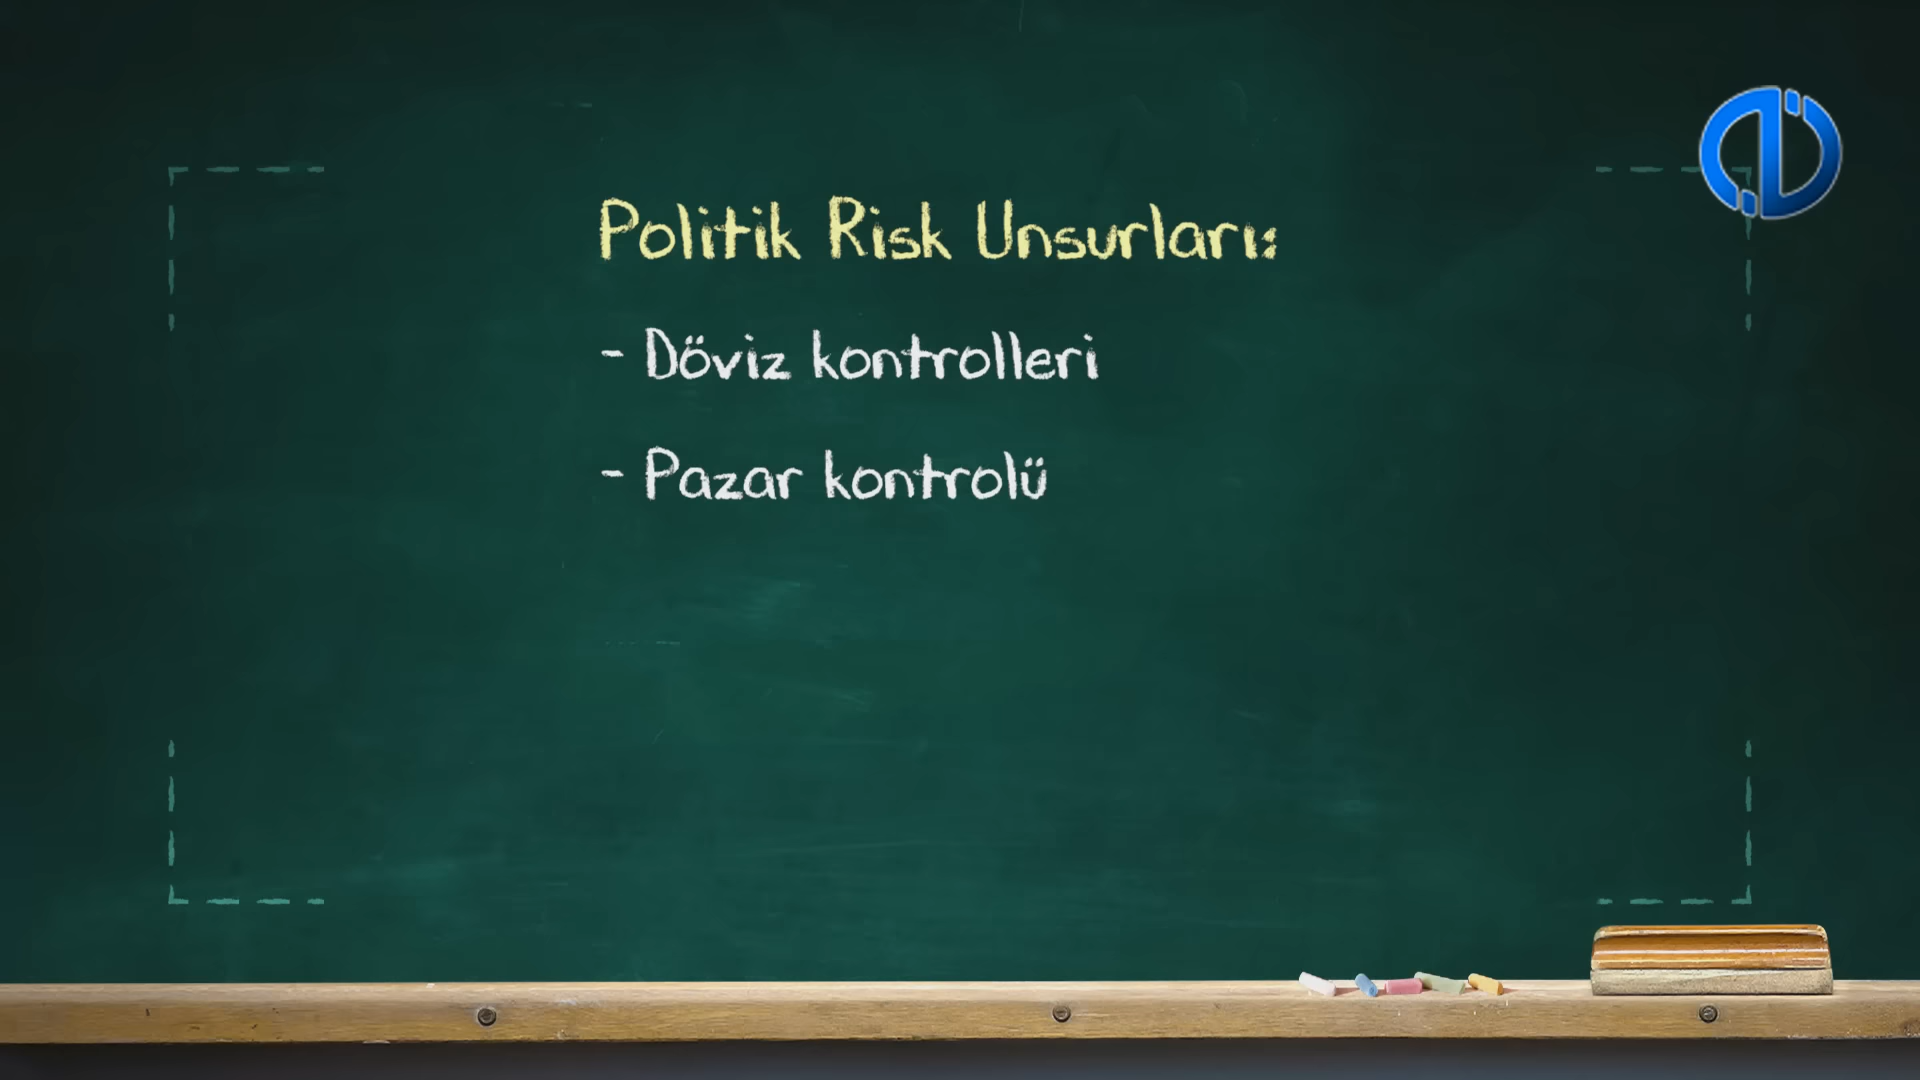 Politik Risk Unsurları:
- Döviz kontrolleri
- Pazar kontrolü